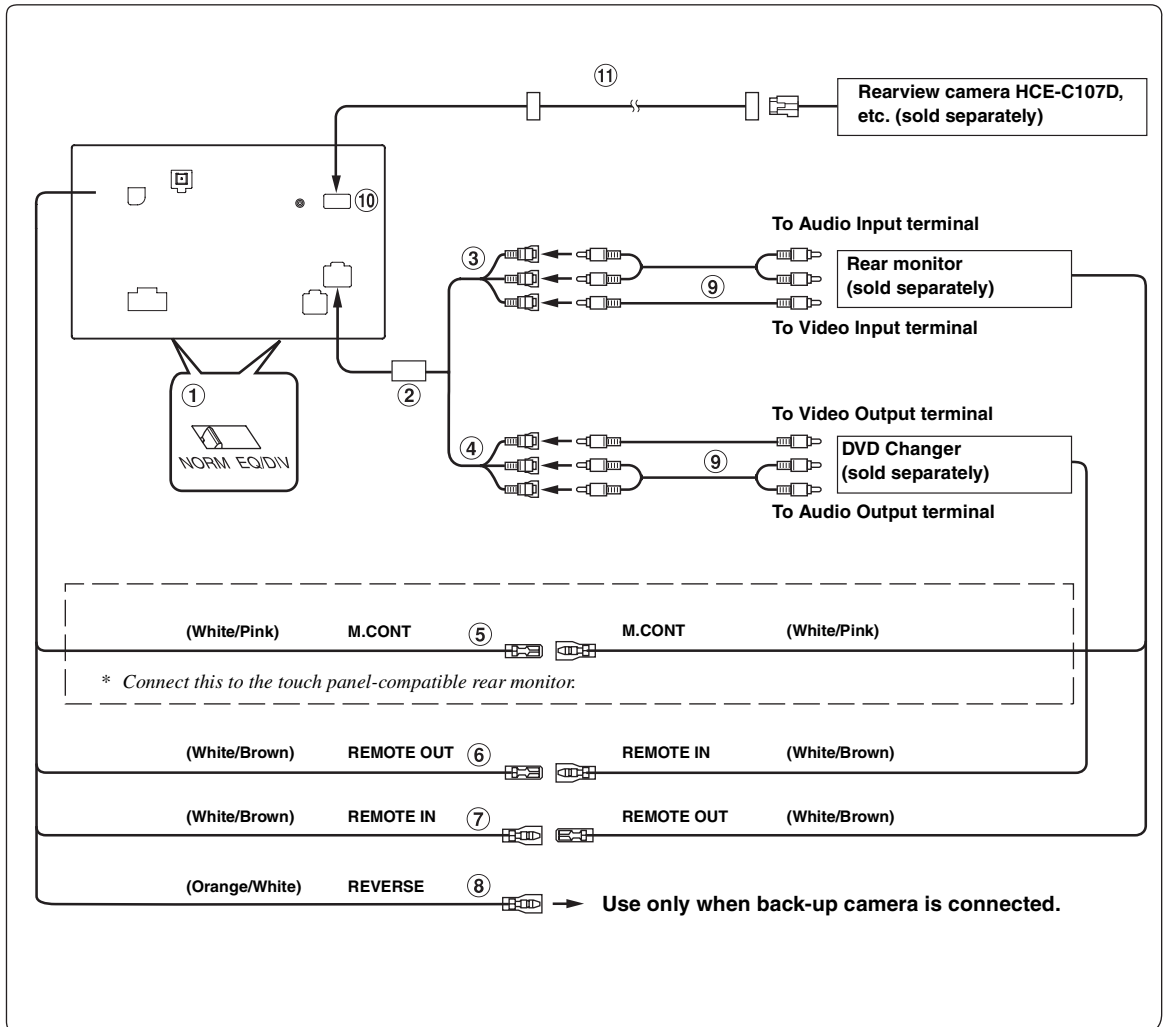 ⑪
Rearview camera HCE-C107D,
etc. (sold separately)
⑩
To Audio Input terminal
③
Rear monitor
(sold separately)
⑨
To Video Input terminal
①
NORM EQ/DIV
②
To Video Output terminal
④
DVD Changer
(sold separately)
⑨
To Audio Output terminal
(White/Pink) M.CONT ⑤ M.CONT (White/Pink)
* Connect this to the touch panel-compatible rear monitor.
(White/Brown) REMOTE OUT ⑥ REMOTE IN (White/Brown)
(White/Brown) REMOTE IN ⑦ REMOTE OUT (White/Brown)
(Orange/White) REVERSE ⑧ Use only when back-up camera is connected.